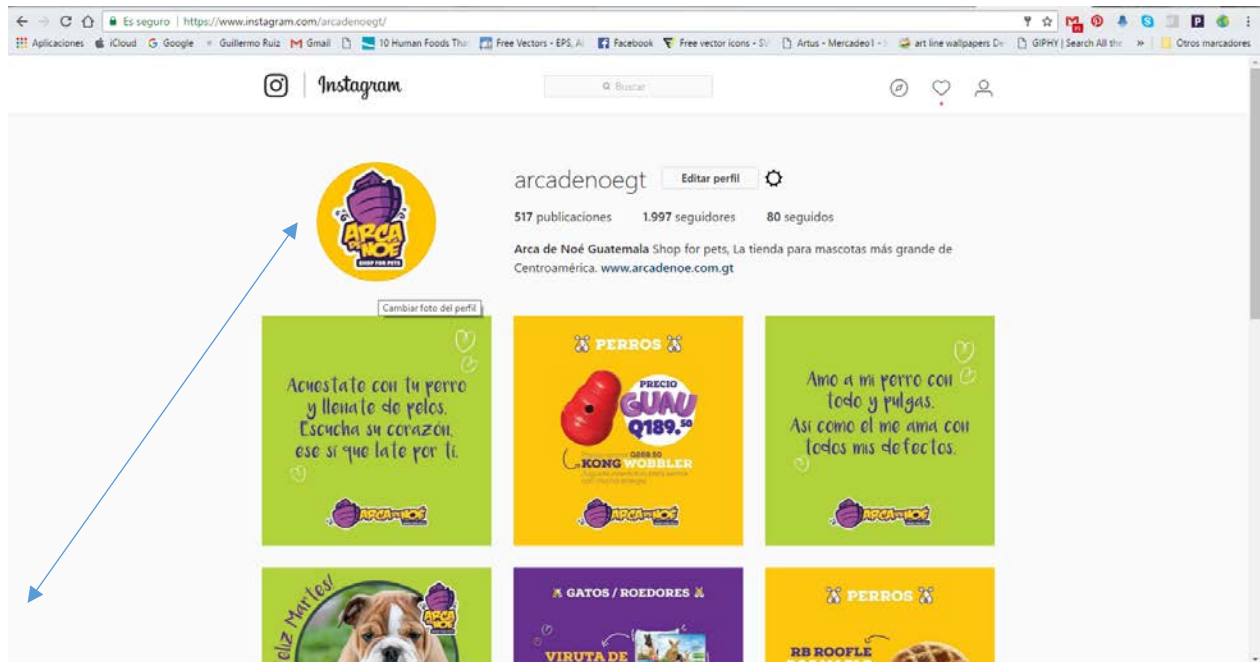 Es seguro | https://www.instagram.com/arcadenoegt/
Aplicaciones iCloud Google Guillermo Ruiz Gmail 10 Human Foods Tha Free Vectors - EPS, Ai Facebook Free vector icons - SV Artus - Mercadeo1 - art line wallpapers De GIPHY | Search All the » Otros marcadores
Instagram
Buscar
arcadenoegt Editar perfil
517 publicaciones 1.997 seguidores 80 seguidos
Arca de Noé Guatemala Shop for pets, La tienda para mascotas más grande de
Centroamérica. www.arcadenoe.com.gt
ARCA
DE NOÉ
SHOP FOR PETS
Cambiar foto del perfil
Acuestate con tu perro
y llenate de pelos.
Escucha su corazón,
ese si que late por ti.
ARCA DE NOÉ
PERROS
PRECIO
GUAU
Q189.50
Q269.50
KONG WOBBLER
ARCA DE NOÉ
Amo a mi perro con
todo y pulgas.
Así como el me ama con
todos mis defectos.
ARCA DE NOÉ
eliz Martes!
ARCA
DE NOÉ
GATOS / ROEDORES
VIRUTA DE
PERROS
RB ROOFLE